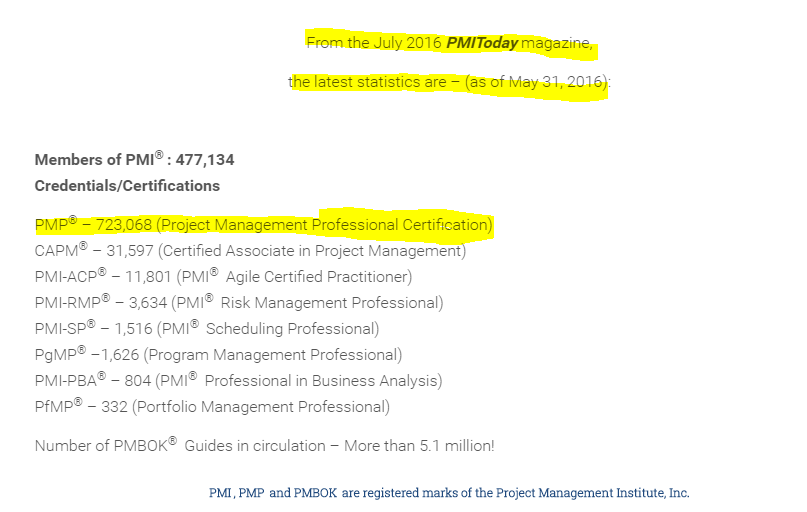 From the July 2016 PMIToday magazine,
the latest statistics are – (as of May 31, 2016):
Members of PMI® : 477,134
Credentials/Certifications
PMP® – 723,068 (Project Management Professional Certification)
CAPM® – 31,597 (Certified Associate in Project Management)
PMI-ACP® – 11,801 (PMI® Agile Certified Practitioner)
PMI-RMP® – 3,634 (PMI® Risk Management Professional)
PMI-SP® – 1,516 (PMI® Scheduling Professional)
PgMP® –1,626 (Program Management Professional)
PMI-PBA® – 804 (PMI® Professional in Business Analysis)
PfMP® – 332 (Portfolio Management Professional)
Number of PMBOK® Guides in circulation – More than 5.1 million!
PMI, PMP and PMBOK are registered marks of the Project Management Institute, Inc.